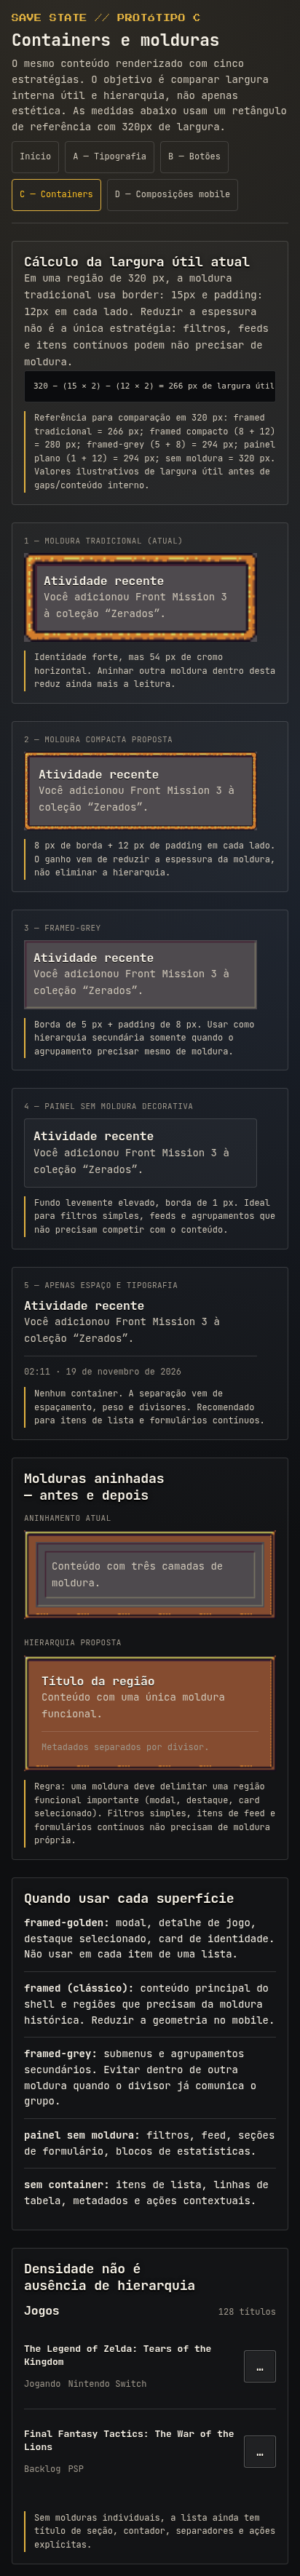 SAVE STATE // PROTÓTIPO C
Containers e molduras
O mesmo conteúdo renderizado com cinco
estratégias. O objetivo é comparar largura
interna útil e hierarquia, não apenas
estética. As medidas abaixo usam um retângulo
de referência com 320px de largura.
Início
A — Tipografia
B — Botões
C — Containers
D — Composições mobile
Cálculo da largura útil atual
Em uma região de 320 px, a moldura
tradicional usa border: 15px e padding:
12px em cada lado. Reduzir a espessura
não é a única estratégia: filtros, feeds
e itens contínuos podem não precisar de
moldura.
320 − (15 × 2) − (12 × 2) = 266 px de largura útil
Referência para comparação em 320 px: framed
tradicional = 266 px; framed compacto (8 + 12)
= 280 px; framed-grey (5 + 8) = 294 px; painel
plano (1 + 12) = 294 px; sem moldura = 320 px.
Valores ilustrativos de largura útil antes de
gaps/conteúdo interno.
1 — MOLDURA TRADICIONAL (ATUAL)
Atividade recente
Você adicionou Front Mission 3
à coleção “Zerados”.
Identidade forte, mas 54 px de cromo
horizontal. Aninhar outra moldura dentro desta
reduz ainda mais a leitura.
2 — MOLDURA COMPACTA PROPOSTA
Atividade recente
Você adicionou Front Mission 3 à
coleção “Zerados”.
8 px de borda + 12 px de padding em cada lado.
O ganho vem de reduzir a espessura da moldura,
não eliminar a hierarquia.
3 — FRAMED-GREY
Atividade recente
Você adicionou Front Mission 3 à
coleção “Zerados”.
Borda de 5 px + padding de 8 px. Usar como
hierarquia secundária somente quando o
agrupamento precisar mesmo de moldura.
4 — PAINEL SEM MOLDURA DECORATIVA
Atividade recente
Você adicionou Front Mission 3 à
coleção “Zerados”.
Fundo levemente elevado, borda de 1 px. Ideal
para filtros simples, feeds e agrupamentos que
não precisam competir com o conteúdo.
5 — APENAS ESPAÇO E TIPOGRAFIA
Atividade recente
Você adicionou Front Mission 3 à
coleção “Zerados”.
02:11 · 19 de novembro de 2026
Nenhum container. A separação vem de
espaçamento, peso e divisores. Recomendado
para itens de lista e formulários contínuos.
Molduras aninhadas
— antes e depois
ANINHAMENTO ATUAL
Conteúdo com três camadas de
moldura.
HIERARQUIA PROPOSTA
Título da região
Conteúdo com uma única moldura
funcional.
Metadados separados por divisor.
Regra: uma moldura deve delimitar uma região
funcional importante (modal, destaque, card
selecionado). Filtros simples, itens de feed e
formulários contínuos não precisam de moldura
própria.
Quando usar cada superfície
framed-golden: modal, detalhe de jogo,
destaque selecionado, card de identidade.
Não usar em cada item de uma lista.
framed (clássico): conteúdo principal do
shell e regiões que precisam da moldura
histórica. Reduzir a geometria no mobile.
framed-grey: submenus e agrupamentos
secundários. Evitar dentro de outra
moldura quando o divisor já comunica o
grupo.
painel sem moldura: filtros, feed, seções
de formulário, blocos de estatísticas.
sem container: itens de lista, linhas de
tabela, metadados e ações contextuais.
Densidade não é
ausência de hierarquia
Jogos
128 títulos
The Legend of Zelda: Tears of the
Kingdom
Jogando Nintendo Switch
…
Final Fantasy Tactics: The War of the
Lions
Backlog PSP
…
Sem molduras individuais, a lista ainda tem
título de seção, contador, separadores e ações
explícitas.